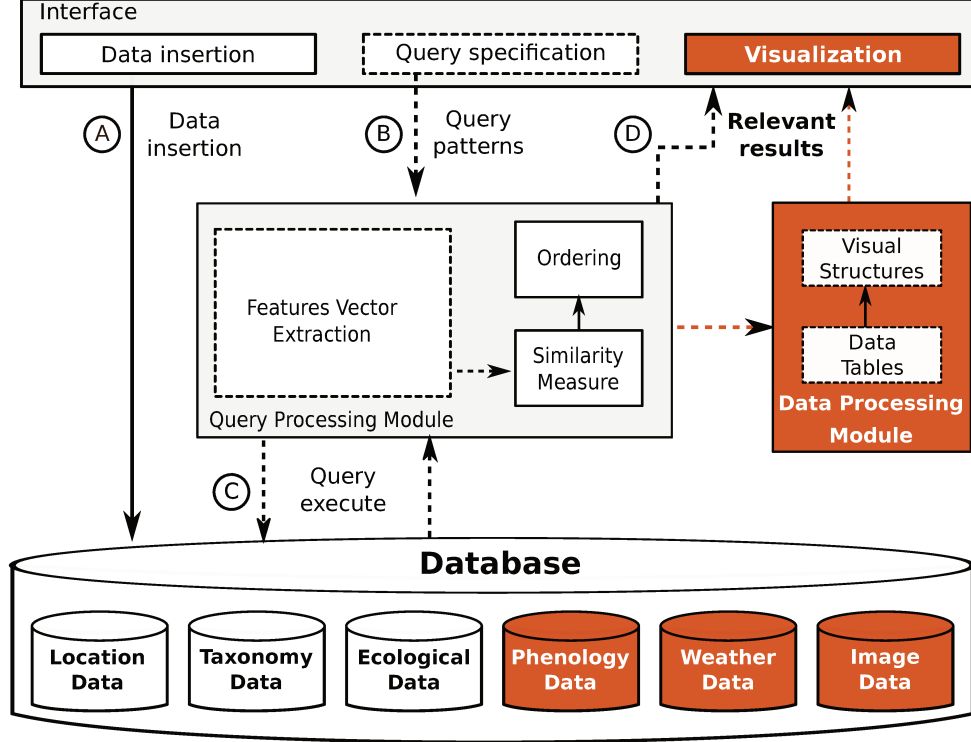 Interface
Data insertion
Query specification
Visualization
A
Data
insertion
B
Query
patterns
D
Relevant
results
Features Vector
Extraction
Ordering
Similarity
Measure
Query Processing Module
Visual
Structures
Data
Tables
Data Processing
Module
C
Query
execute
Database
Location
Data
Taxonomy
Data
Ecological
Data
Phenology
Data
Weather
Data
Image
Data